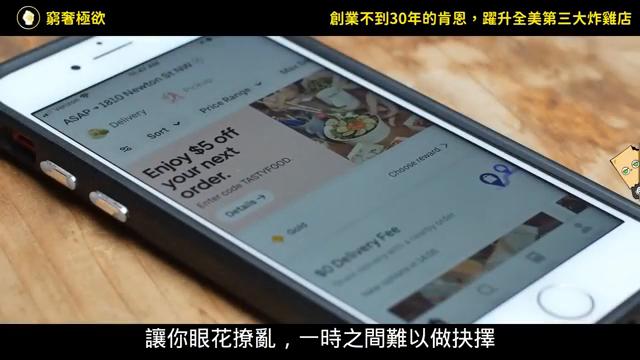 窮奢極欲
創業不到30年的肯恩，躍升全美第三大炸雞店
ASAP → 1810 Newton St NW
Delivery
Pickup
Sort
Price Range
Enjoy $5 off
your next
order.
Enter code TASTYFOOD
Details →
Choose reward
Gold
$0 Delivery Fee
讓你眼花撩亂，一時之間難以做抉擇